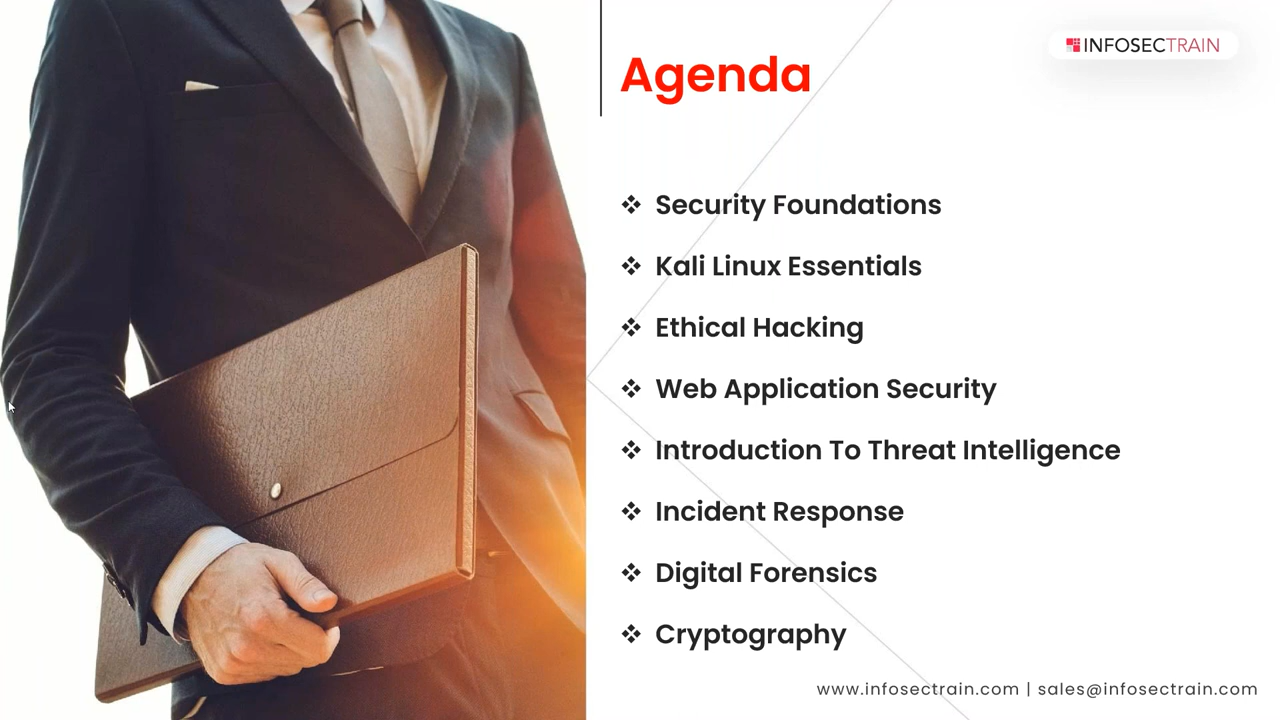 Agenda
INFOSECTRAIN
❖ Security Foundations
❖ Kali Linux Essentials
❖ Ethical Hacking
❖ Web Application Security
❖ Introduction To Threat Intelligence
❖ Incident Response
❖ Digital Forensics
❖ Cryptography
www.infosectrain.com | sales@infosectrain.com